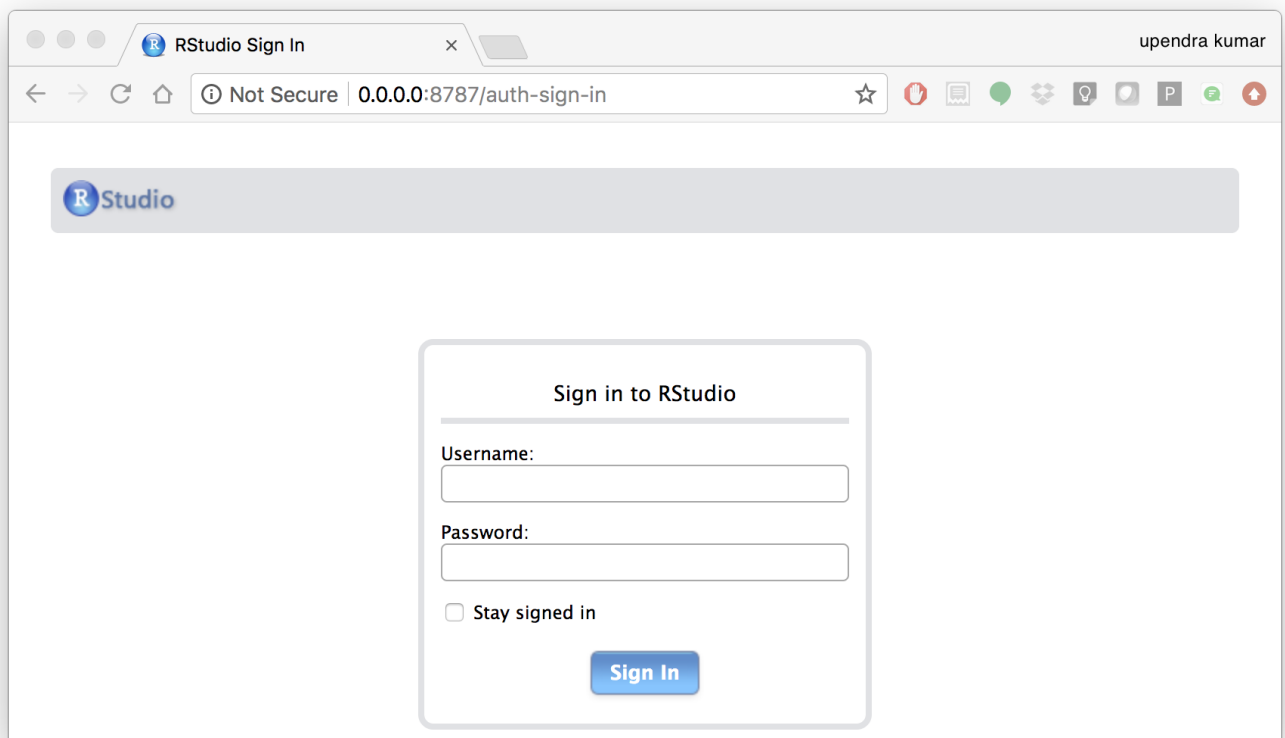 RStudio Sign In
upendra kumar
Not Secure 0.0.0.0:8787/auth-sign-in
P
R Studio
Sign in to RStudio
Username:
Password:
Stay signed in
Sign In